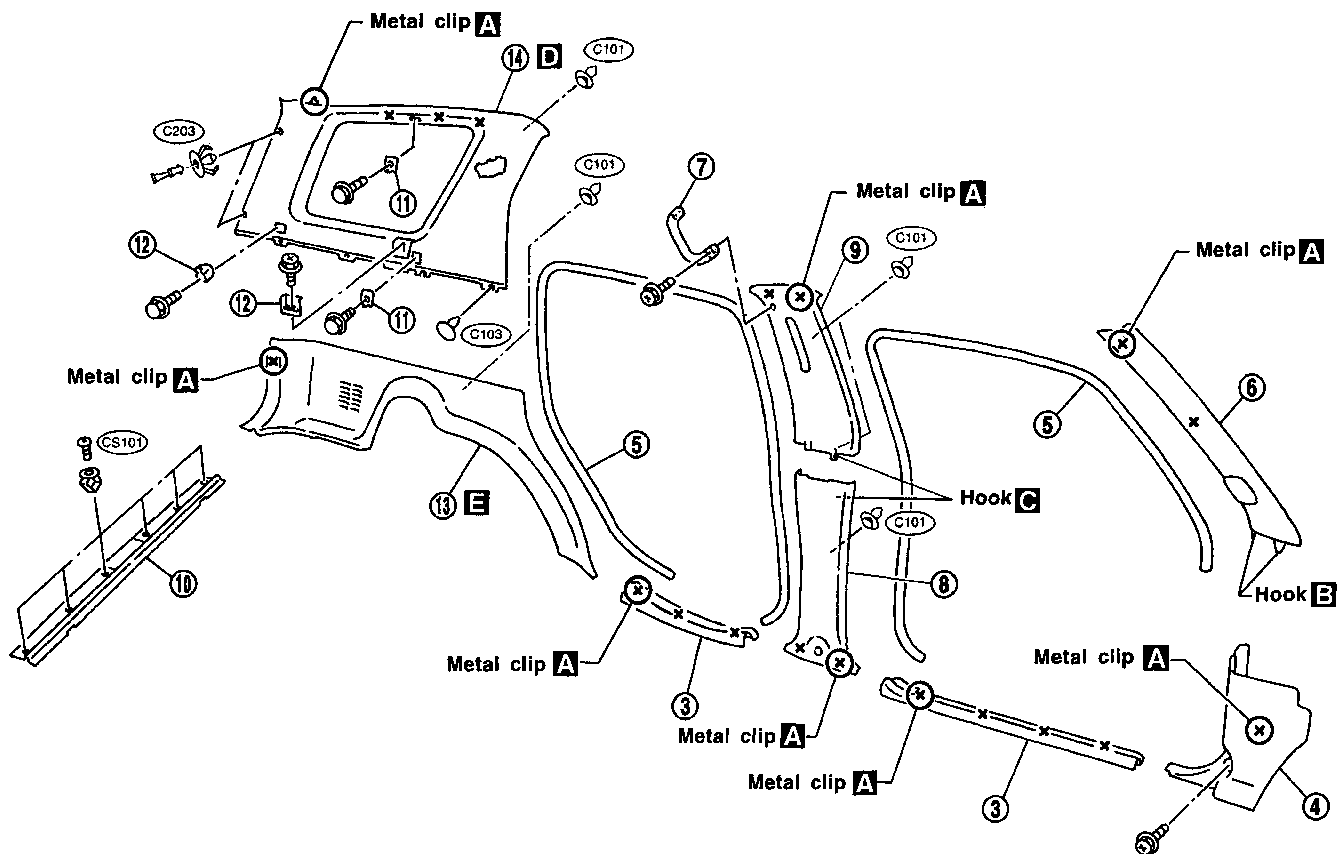 Metal clip A
14 D
C101
C203
11
C101
7
Metal clip A
9
C101
Metal clip A
12
12
11
C103
Metal clip A
6
5
5
CS101
13 E
Hook C
C101
10
8
Hook B
Metal clip A
3
Metal clip A
Metal clip A
Metal clip A
3
4